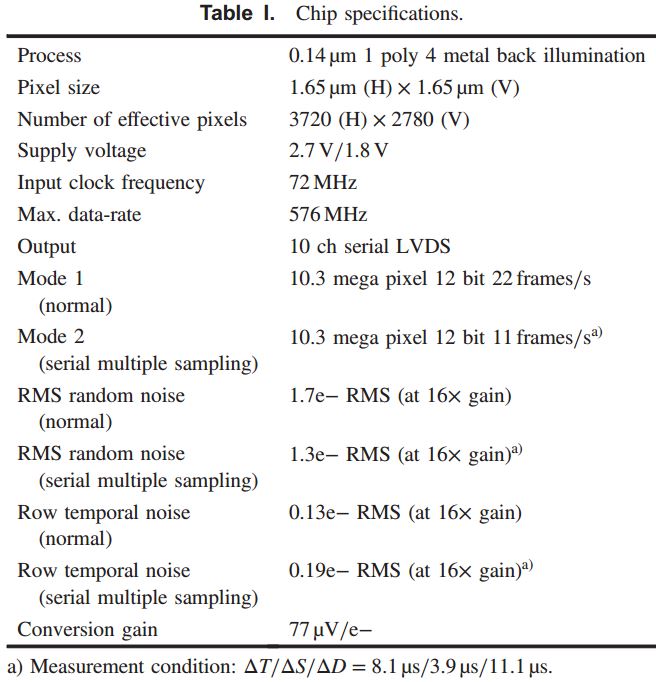 Table I. Chip specifications.
Process 0.14 μm 1 poly 4 metal back illumination
Pixel size 1.65 μm (H) × 1.65 μm (V)
Number of effective pixels 3720 (H) × 2780 (V)
Supply voltage 2.7 V/1.8 V
Input clock frequency 72 MHz
Max. data-rate 576 MHz
Output 10 ch serial LVDS
Mode 1 10.3 mega pixel 12 bit 22 frames/s
(normal)
Mode 2 10.3 mega pixel 12 bit 11 frames/s a)
(serial multiple sampling)
RMS random noise 1.7e− RMS (at 16× gain)
(normal)
RMS random noise 1.3e− RMS (at 16× gain) a)
(serial multiple sampling)
Row temporal noise 0.13e− RMS (at 16× gain)
(normal)
Row temporal noise 0.19e− RMS (at 16× gain) a)
(serial multiple sampling)
Conversion gain 77 μV/e−
a) Measurement condition: ΔT/ΔS/ΔD = 8.1 μs/3.9 μs/11.1 μs.